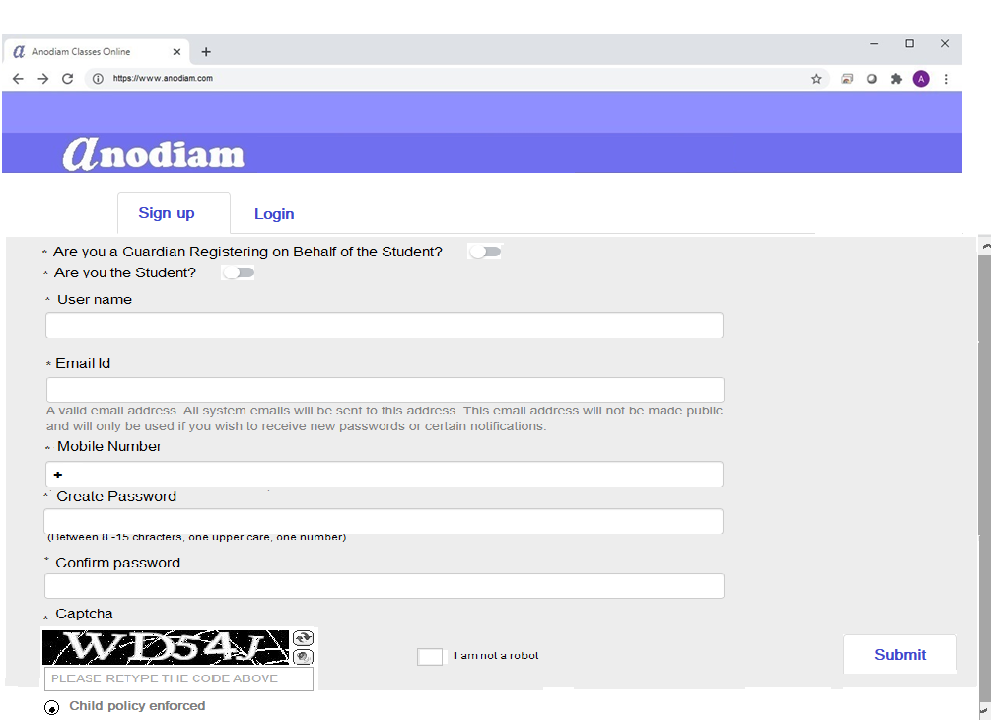 Anodiam Classes Online
https://www.anodiam.com
A
anodiam
Sign up
Login
* Are you a Guardian Registering on Behalf of the Student?
* Are you the Student?
* User name
* Email Id
A valid email address. All system emails will be sent to this address. This email address will not be made public
and will only be used if you wish to receive new passwords or certain notifications.
* Mobile Number
+
* Create Password
-15 chracters, one upper care, one number)
* Confirm password
* Captcha
WD54J
I am not a robot
Submit
PLEASE RETYPE THE CODE ABOVE
Child policy enforced